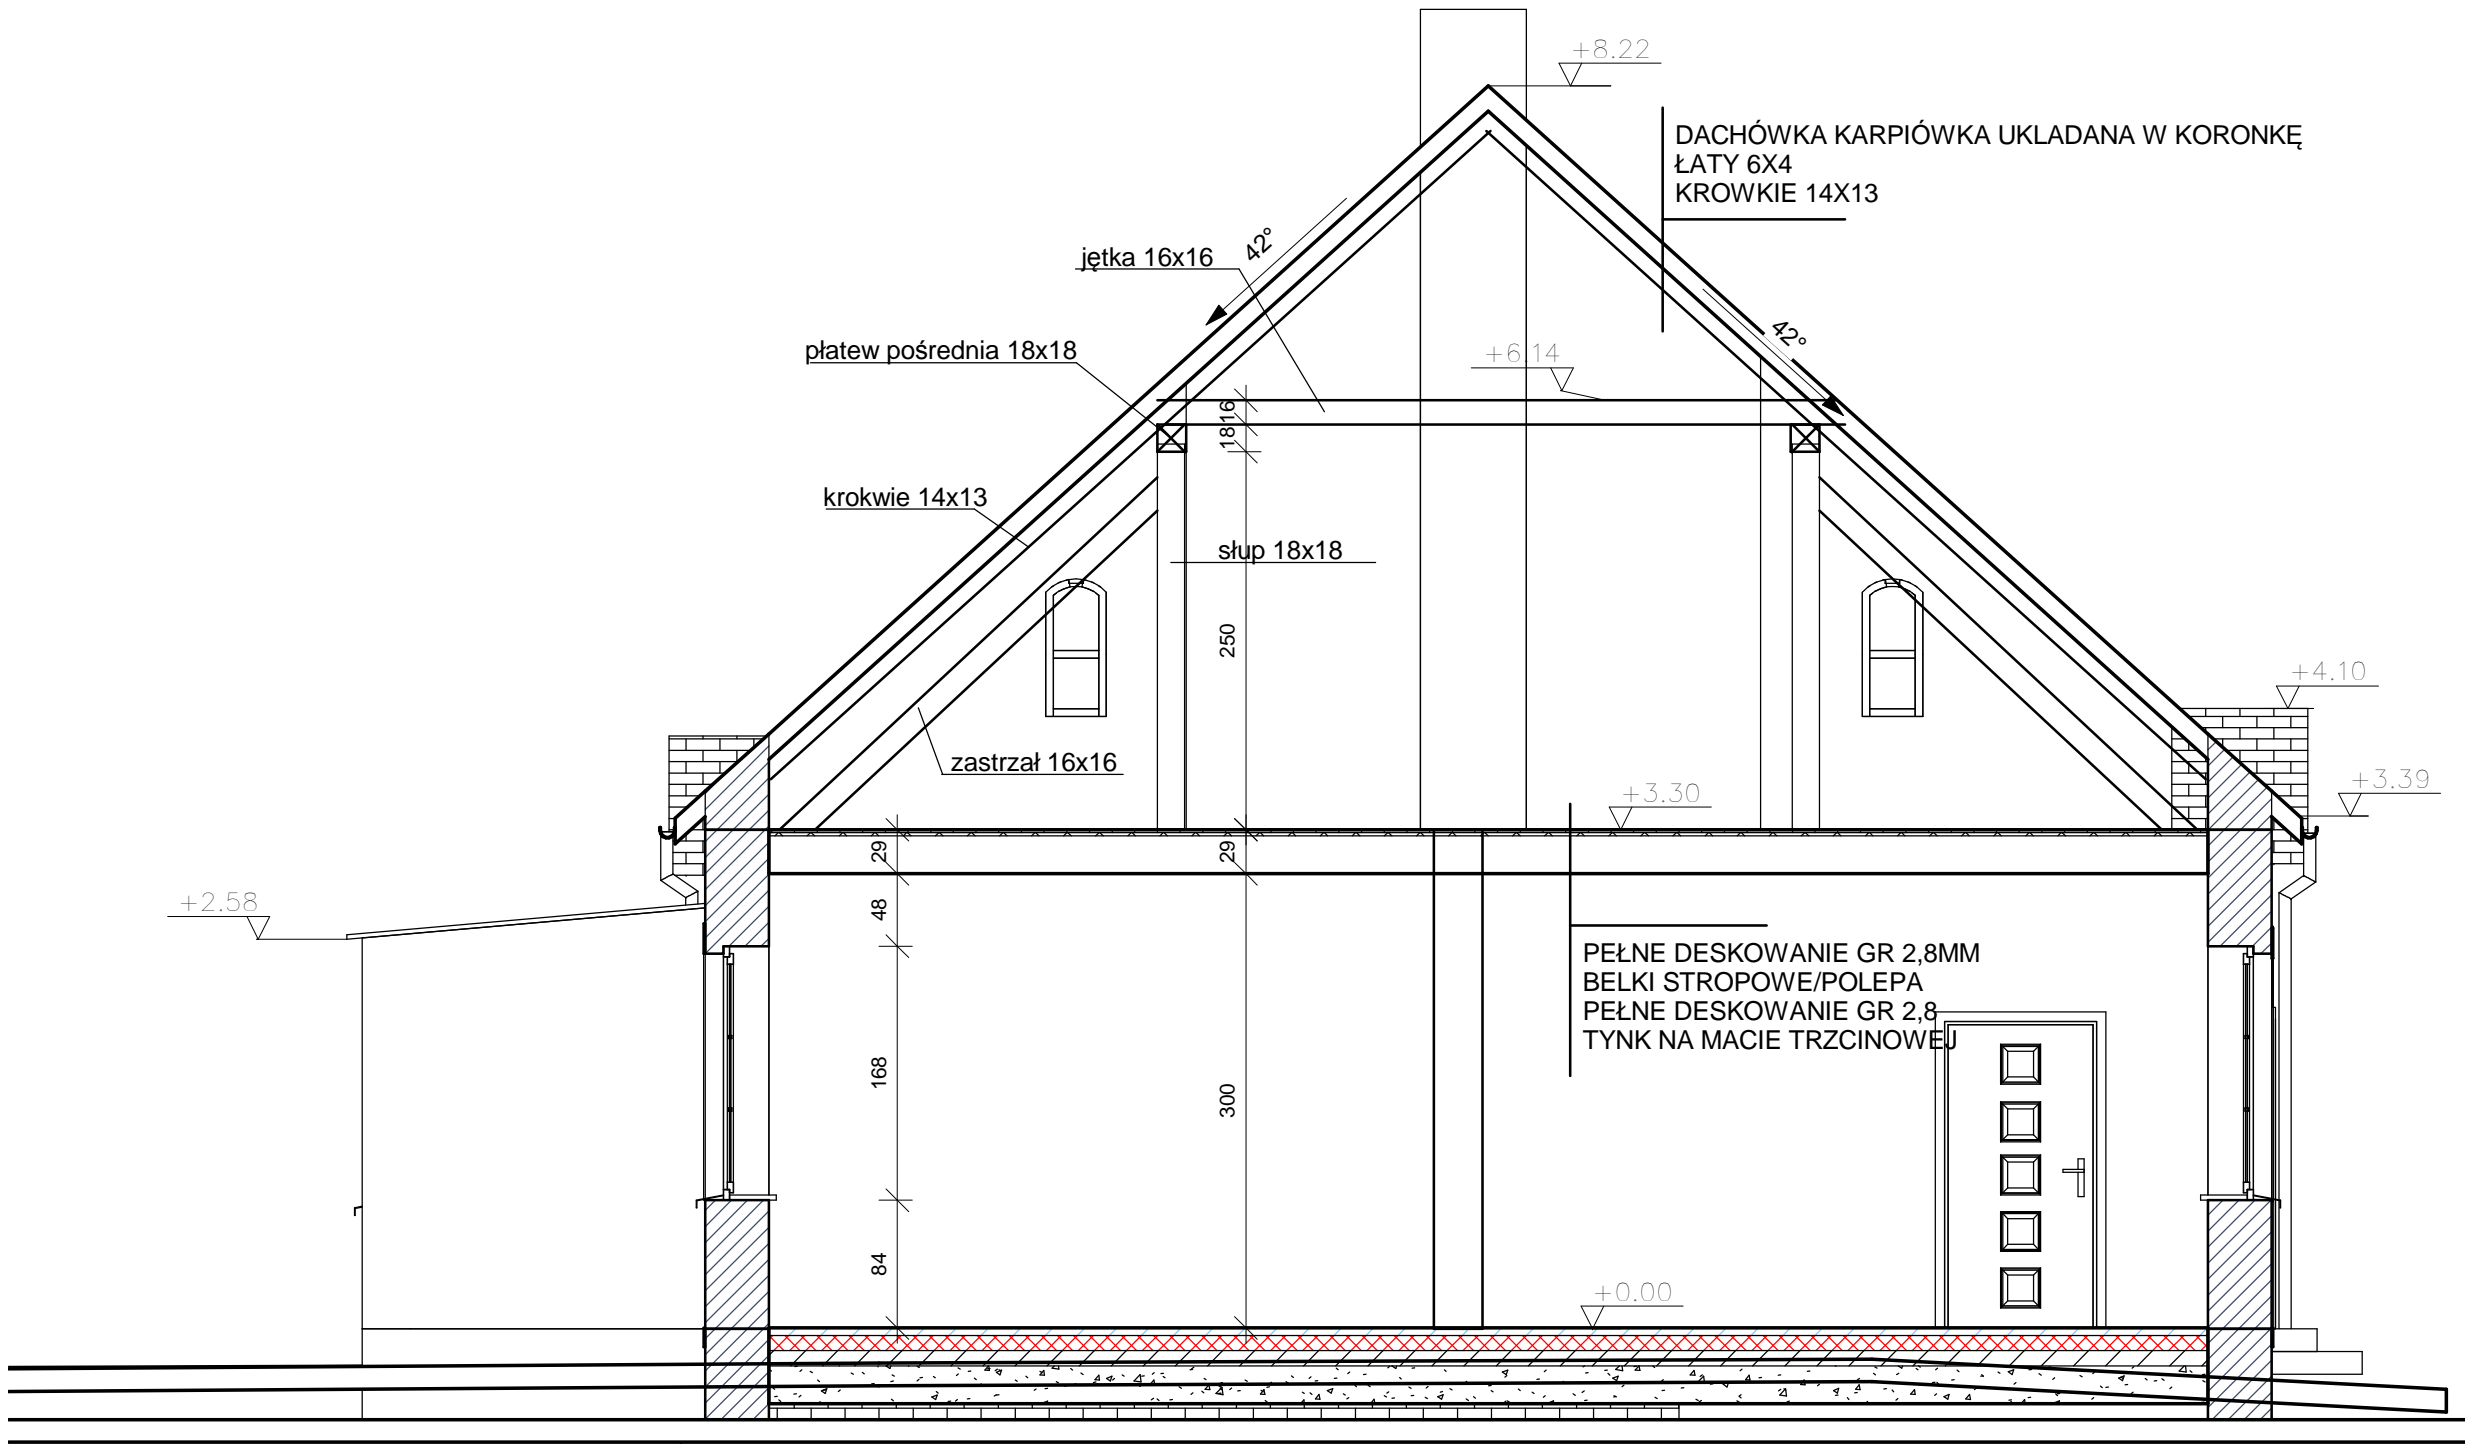 +8.22
DACHÓWKA KARPIÓWKA UKLADANA W KORONKĘ
ŁATY 6X4
KROWKIE 14X13
42°
jętka 16x16
42°
płatew pośrednia 18x18
+6.14
16
18
krokwie 14x13
słup 18x18
250
+4.10
zastrzał 16x16
+3.30
+3.39
29
29
+2.58
48
PEŁNE DESKOWANIE GR 2,8MM
BELKI STROPOWE/POLEPA
PEŁNE DESKOWANIE GR 2,8
TYNK NA MACIE TRZCINOWEJ
168
300
84
+0.00